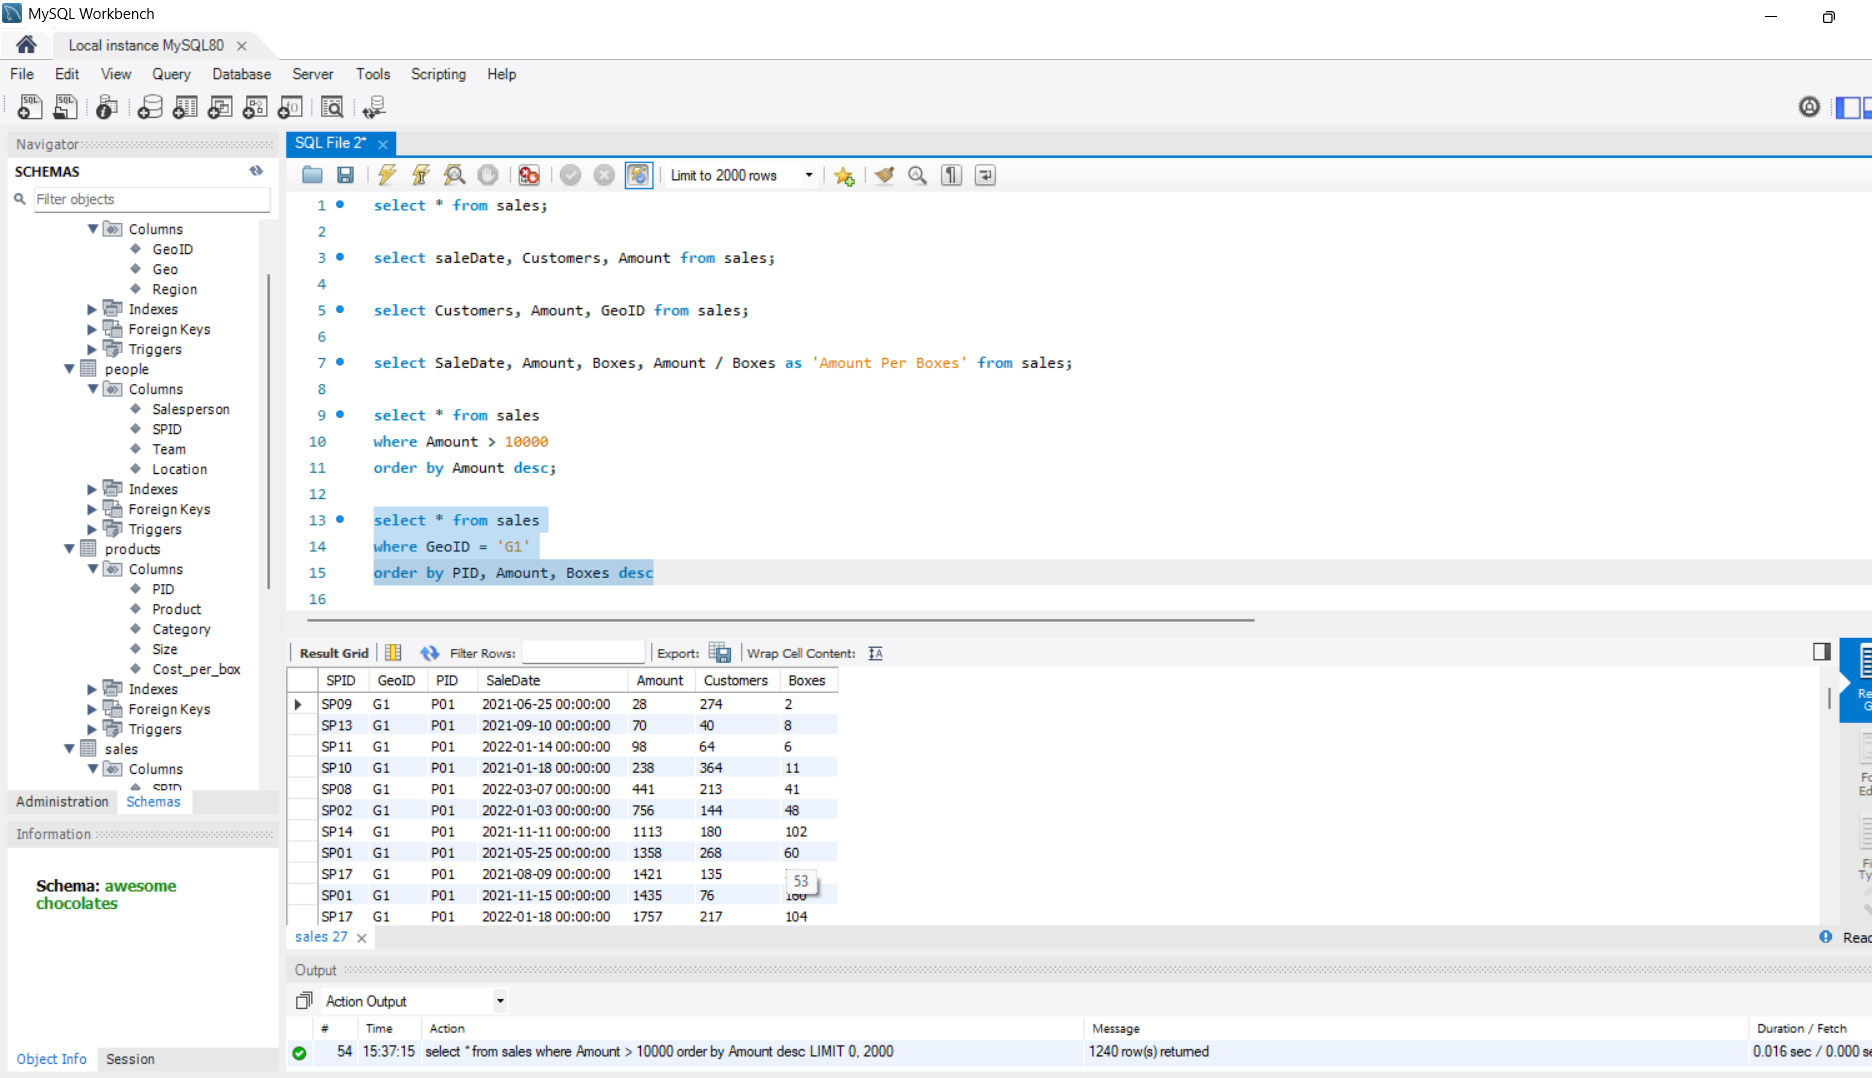 MySQL Workbench
Local instance MySQL80
File Edit View Query Database Server Tools Scripting Help
Navigator
SCHEMAS
Filter objects
Columns
GeoID
Geo
Region
Indexes
Foreign Keys
Triggers
people
Columns
Salesperson
SPID
Team
Location
Indexes
Foreign Keys
Triggers
products
Columns
PID
Product
Category
Size
Cost_per_box
Indexes
Foreign Keys
Triggers
sales
Columns
SPID
Administration Schemas
Information
Schema: awesome
chocolates
Object Info Session
SQL File 2*
Limit to 2000 rows
1 select * from sales;
2
3 select saleDate, Customers, Amount from sales;
4
5 select Customers, Amount, GeoID from sales;
6
7 select SaleDate, Amount, Boxes, Amount / Boxes as 'Amount Per Boxes' from sales;
8
9 select * from sales
10 where Amount > 10000
11 order by Amount desc;
12
13 select * from sales
14 where GeoID = 'G1'
15 order by PID, Amount, Boxes desc
16
Result Grid Filter Rows: Export: Wrap Cell Content:
SPID GeoID PID SaleDate Amount Customers Boxes
SP09 G1 P01 2021-06-25 00:00:00 28 274 2
SP13 G1 P01 2021-09-10 00:00:00 70 40 8
SP11 G1 P01 2022-01-14 00:00:00 98 64 6
SP10 G1 P01 2021-01-18 00:00:00 238 364 11
SP08 G1 P01 2022-03-07 00:00:00 441 213 41
SP02 G1 P01 2022-01-03 00:00:00 756 144 48
SP14 G1 P01 2021-11-11 00:00:00 1113 180 102
SP01 G1 P01 2021-05-25 00:00:00 1358 268 60
SP17 G1 P01 2021-08-09 00:00:00 1421 135
53
SP01 G1 P01 2021-11-15 00:00:00 1435 76
SP17 G1 P01 2022-01-18 00:00:00 1757 217 104
sales 27
Output
Action Output
# Time Action Message Duration / Fetch
54 15:37:15 select * from sales where Amount > 10000 order by Amount desc LIMIT 0, 2000 1240 row(s) returned 0.016 sec / 0.000 se